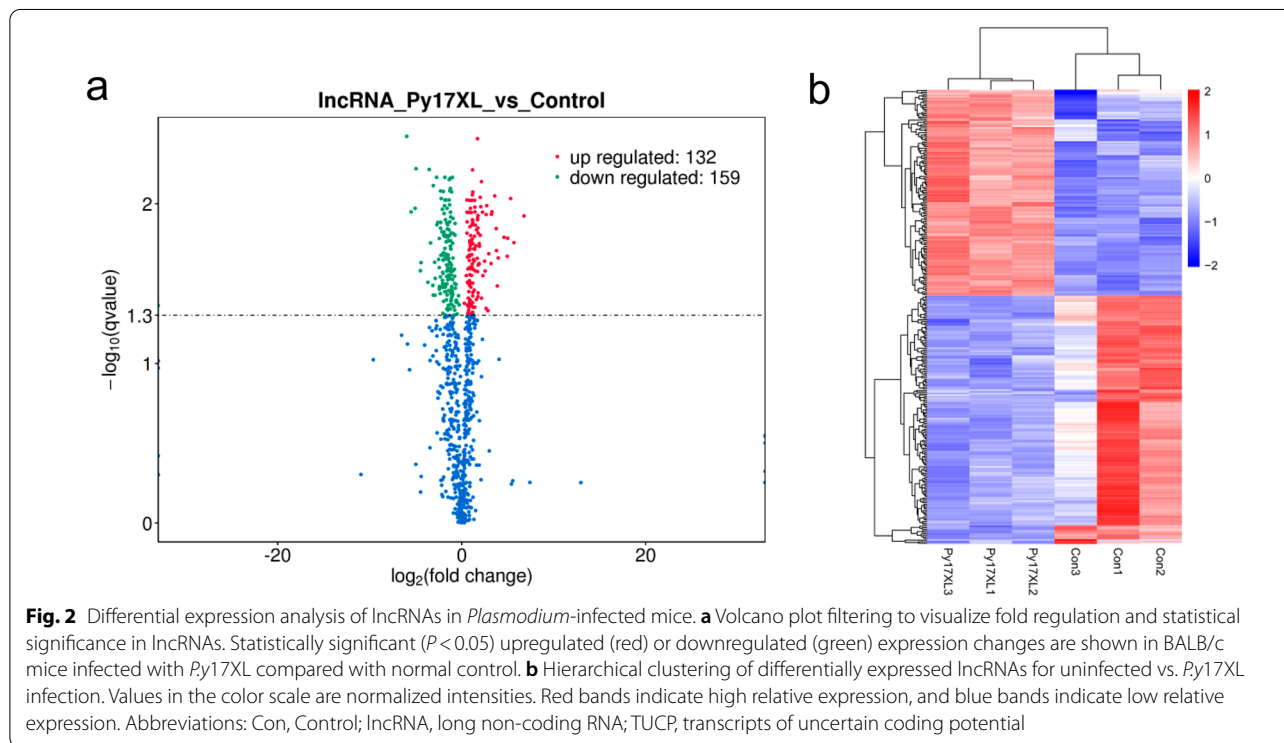 a
lncRNA_Py17XL_vs_Control
up regulated: 132
down regulated: 159
2
1.3
1
0
−log10(qvalue)
-20
0
20
log2(fold change)
b
2
1
0
−1
−2
Py17XL3
Py17XL1
Py17XL2
Con3
Con1
Con2
Fig. 2 Differential expression analysis of lncRNAs in Plasmodium-infected mice. a Volcano plot filtering to visualize fold regulation and statistical
significance in lncRNAs. Statistically significant (P < 0.05) upregulated (red) or downregulated (green) expression changes are shown in BALB/c
mice infected with P.y17XL compared with normal control. b Hierarchical clustering of differentially expressed lncRNAs for uninfected vs. P.y17XL
infection. Values in the color scale are normalized intensities. Red bands indicate high relative expression, and blue bands indicate low relative
expression. Abbreviations: Con, Control; lncRNA, long non-coding RNA; TUCP, transcripts of uncertain coding potential